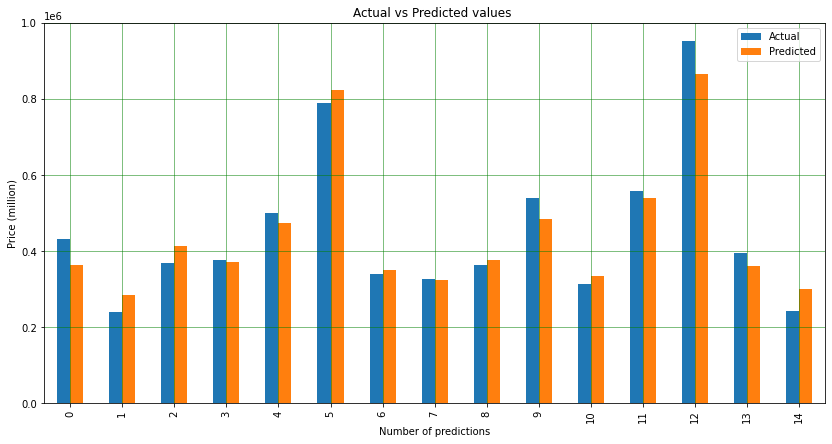 Actual vs Predicted values
1e6
1.0
0.8
0.6
0.4
0.2
0.0
Price (million)
Actual
Predicted
0 1 2 3 4 5 6 7 8 9 10 11 12 13 14
Number of predictions